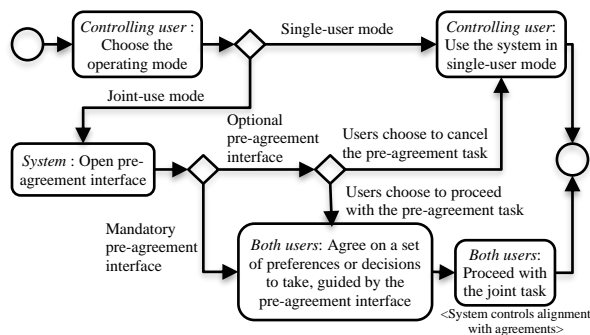 Controlling user :
Choose the
operating mode
Single-user mode
Controlling user:
Use the system in
single-user mode
Joint-use mode
System : Open pre-
agreement interface
Optional
pre-agreement
interface
Users choose to cancel
the pre-agreement task
Users choose to proceed
with the pre-agreement task
Mandatory
pre-agreement
interface
Both users: Agree on a set
of preferences or decisions
to take, guided by the
pre-agreement interface
Both users:
Proceed with
the joint task
<System controls alignment
with agreements>